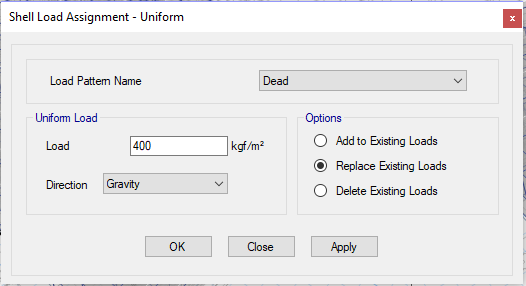 Shell Load Assignment - Uniform
x
Load Pattern Name
Dead
Uniform Load
Load
400
kgf/m²
Direction
Gravity
Options
Add to Existing Loads
Replace Existing Loads
Delete Existing Loads
OK
Close
Apply